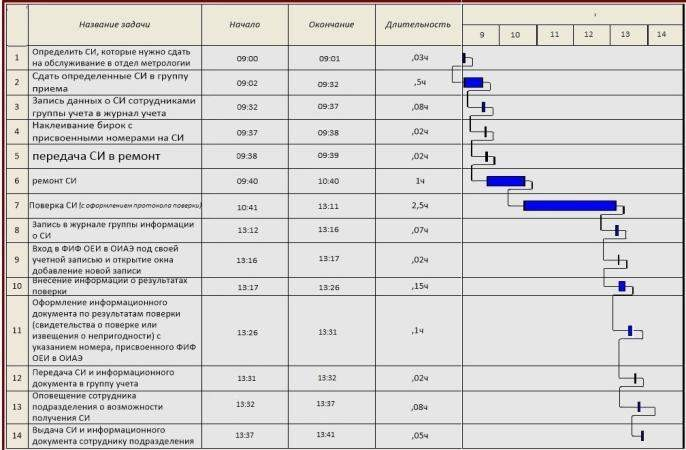 Название задачи Начало Окончание Длительность
9 10 11 12 13 14
1 Определить СИ, которые нужно сдать 09:00 09:01 ,03ч
на обслуживание в отдел метрологии
2 Сдать определенные СИ в группу 09:02 09:32 ,5ч
приема
3 Запись данных о СИ сотрудниками 09:32 09:37 ,08ч
группы учета в журнал учета
4 Наклеивание бирок с 09:37 09:38 ,02ч
присвоенными номерами на СИ
5 передача СИ в ремонт 09:38 09:39 ,02ч
6 ремонт СИ 09:40 10:40 1ч
7 Поверка СИ (с оформлением протокола поверки) 10:41 13:11 2,5ч
8 Запись в журнале группы информации 13:12 13:16 ,07ч
о СИ
9 Вход в ФИФ ОЕИ в ОИАЭ под своей 13:16 13:17 ,02ч
учетной записью и открытие окна
добавление новой записи
10 Внесение информации о результатах 13:17 13:26 ,15ч
поверки
11 Оформление информационного 13:26 13:31 ,1ч
документа по результатам поверки
(свидетельства о поверке или
извещения о непригодности) с
указанием номера, присвоенного ФИФ
ОЕИ в ОИАЭ
12 Передача СИ и информационного 13:31 13:32 ,02ч
документа в группу учета
13 Оповещение сотрудника 13:32 13:37 ,08ч
подразделения о возможности
получения СИ
14 Выдача СИ и информационного 13:37 13:41 ,05ч
документа сотруднику подразделения